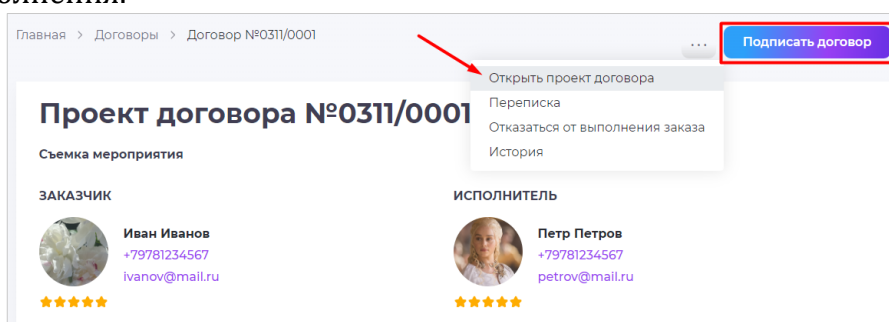 Главная > Договоры > Договор №0311/0001
... Подписать договор
Открыть проект договора
Переписка
Отказаться от выполнения заказа
История
Проект договора №0311/0001
Съемка мероприятия
ЗАКАЗЧИК
Иван Иванов
+79781234567
ivanov@mail.ru
ИСПОЛНИТЕЛЬ
Петр Петров
+79781234567
petrov@mail.ru